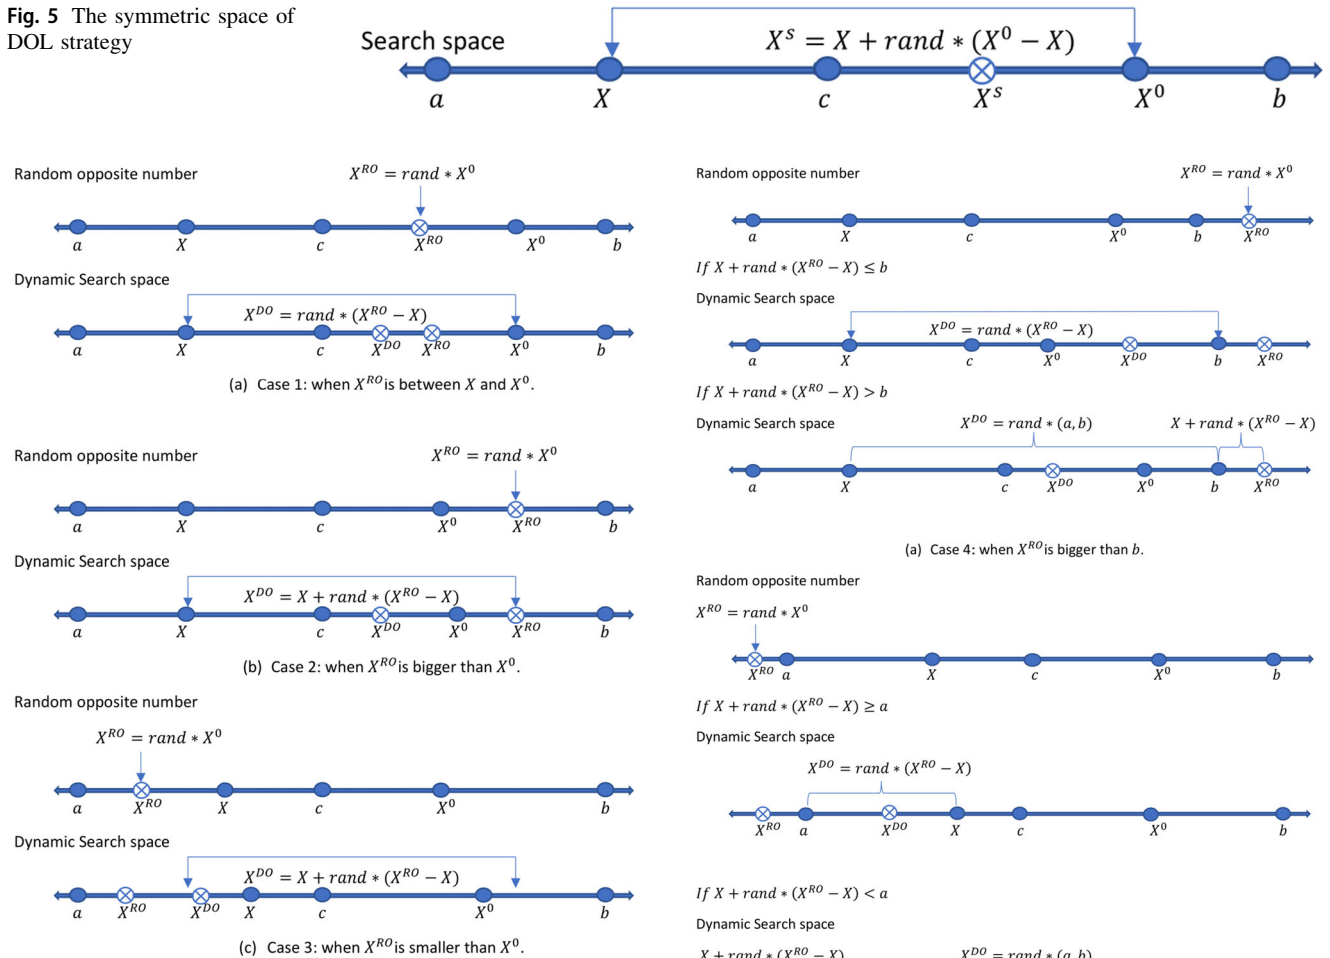 Fig. 5 The symmetric space of
DOL strategy
Search space
X^s = X + rand * (X^0 − X)
a X c X^s X^0 b
Random opposite number
X^{RO} = rand * X^0
a X c X^{RO} X^0 b
Dynamic Search space
X^{DO} = rand * (X^{RO} − X)
a X c X^{DO} X^{RO} X^0 b
(a) Case 1: when X^{RO} is between X and X^0.
Random opposite number
X^{RO} = rand * X^0
a X c X^0 X^{RO} b
Dynamic Search space
X^{DO} = X + rand * (X^{RO} − X)
a X c X^{DO} X^0 X^{RO} b
(b) Case 2: when X^{RO} is bigger than X^0.
Random opposite number
X^{RO} = rand * X^0
a X^{RO} X c X^0 b
Dynamic Search space
X^{DO} = X + rand * (X^{RO} − X)
a X^{RO} X^{DO} X c X^0 b
(c) Case 3: when X^{RO} is smaller than X^0.
Random opposite number
X^{RO} = rand * X^0
a X c X^0 b X^{RO}
If X + rand * (X^{RO} − X) ≤ b
Dynamic Search space
X^{DO} = rand * (X^{RO} − X)
a X c X^0 X^{DO} b X^{RO}
If X + rand * (X^{RO} − X) > b
Dynamic Search space
X^{DO} = rand * (a, b) X + rand * (X^{RO} − X)
a X c X^{DO} X^0 b X^{RO}
(a) Case 4: when X^{RO} is bigger than b.
Random opposite number
X^{RO} = rand * X^0
X^{RO} a X c X^0 b
If X + rand * (X^{RO} − X) ≥ a
Dynamic Search space
X^{DO} = rand * (X^{RO} − X)
X^{RO} a X^{DO} X c X^0 b
If X + rand * (X^{RO} − X) < a
Dynamic Search space
X + rand * (X^{RO} − X) X^{DO} = rand * (a, b)